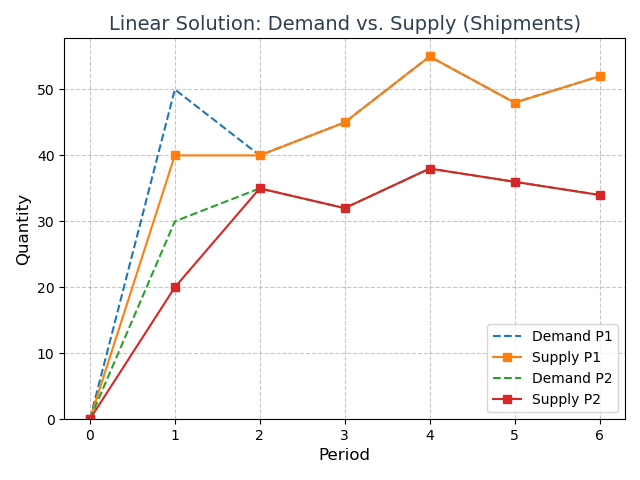 Linear Solution: Demand vs. Supply (Shipments)
Quantity
50
40
30
20
10
0
0 1 2 3 4 5 6
Period
Demand P1
Supply P1
Demand P2
Supply P2